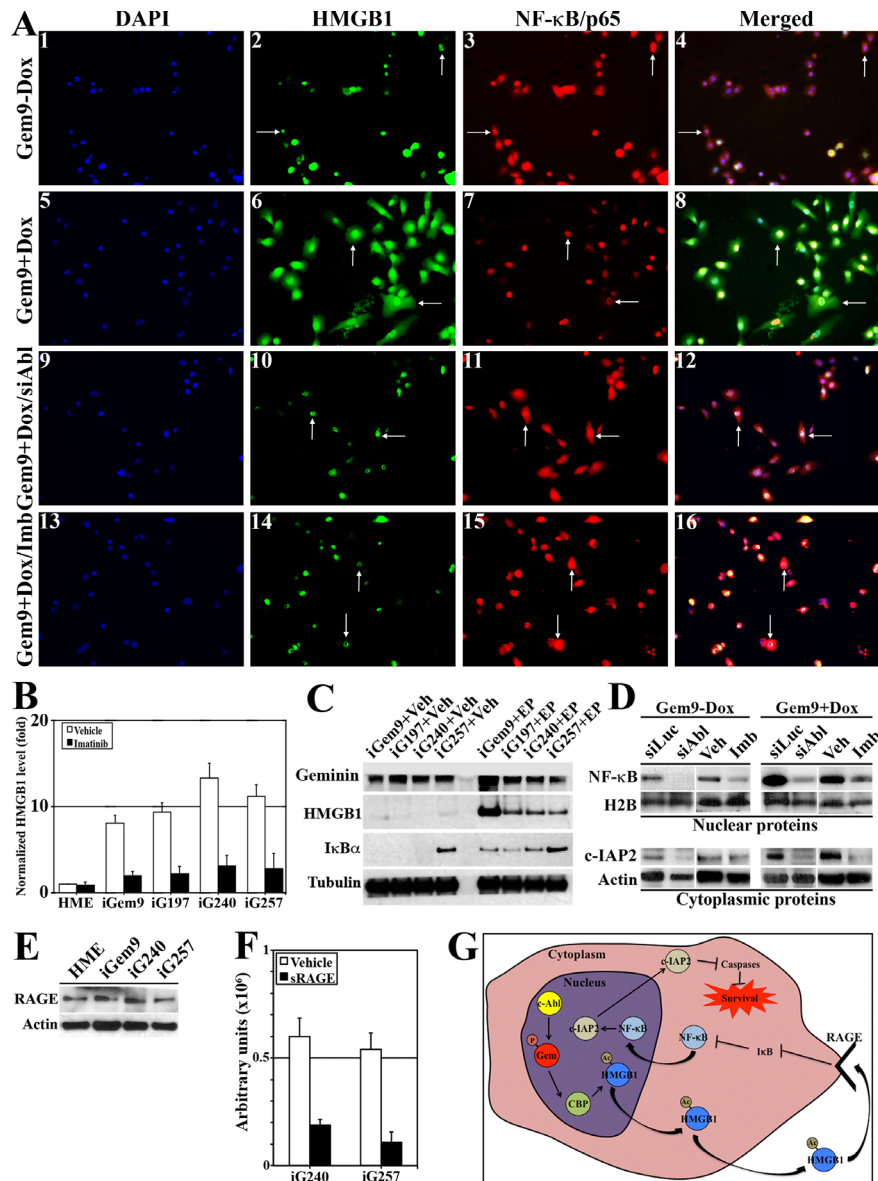 A
DAPI HMGB1 NF-κB/p65 Merged
Gem9-Dox
1 2 3 4
Gem9+Dox
5 6 7 8
Gem9+Dox/siAbl
9 10 11 12
Gem9+Dox/Imb
13 14 15 16
B
Normalized HMGB1 level (fold)
20
10
0
Vehicle
Imatinib
HME iGem9 iG197 iG240 iG257
C
iGem9+Veh iG197+Veh iG240+Veh iG257+Veh iGem9+EP iG197+EP iG240+EP iG257+EP
Geminin
HMGB1
IκBα
Tubulin
D
Gem9-Dox Gem9+Dox
siLuc siAbl Veh Imb siLuc siAbl Veh Imb
NF-κB
H2B
Nuclear proteins
c-IAP2
Actin
Cytoplasmic proteins
E
HME iGem9 iG240 iG257
RAGE
Actin
F
Arbitrary units (x10⁶)
1
0.5
0
Vehicle
sRAGE
iG240 iG257
G
Cytoplasm
Nucleus
c-IAP2
Caspases
Survival
c-Abl
c-IAP2
NF-κB
NF-κB
IκB
RAGE
P
Gem
Ac
HMGB1
CBP
Ac
HMGB1
Ac
HMGB1